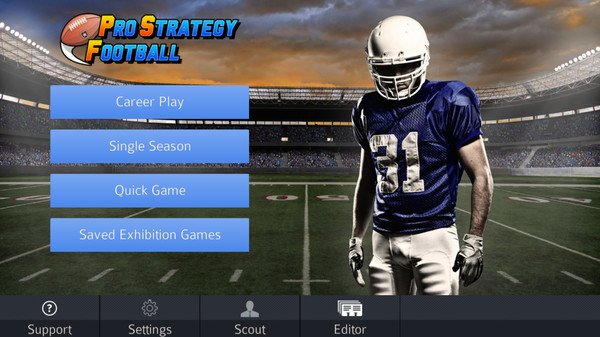 Pro Strategy
Football
Career Play
Single Season
Quick Game
Saved Exhibition Games
31
Support
Settings
Scout
Editor